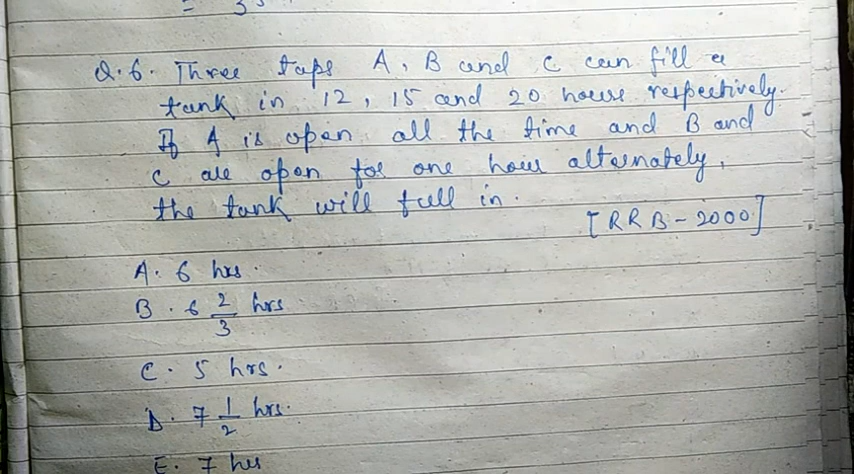 = 3
Q.6. Three taps A, B and C can fill a
tank in 12, 15 and 20 hours respectively.
If A is open all the time and B and
C are open for one hour alternately,
the tank will full in.
[RRB-2000]
A. 6 hrs.
B. 6 2/3 hrs
C. 5 hrs.
D. 7 1/2 hrs.
E. 7 hrs